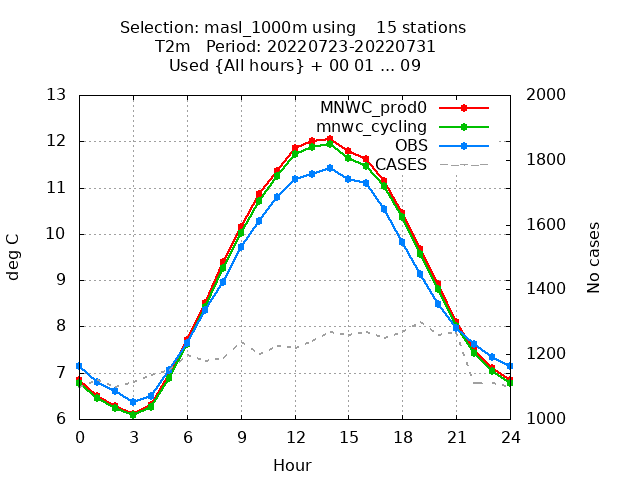 Selection: masl_1000m using    15 stations
T2m   Period: 20220723-20220731
Used {All hours} + 00 01 ... 09
MNWC_prod0
mnwc_cycling
OBS
CASES
13
12
11
10
9
8
7
6
2000
1800
1600
1400
1200
1000
0 3 6 9 12 15 18 21 24
deg C
No cases
Hour